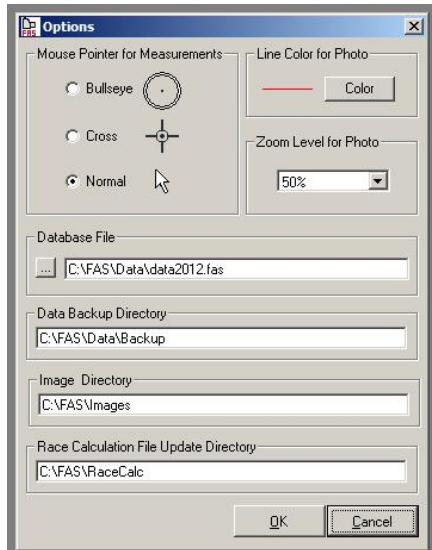 FAS
Options
Mouse Pointer for Measurements
Bullseye
Cross
Normal
Line Color for Photo
Color
Zoom Level for Photo
50%
Database File
... C:\FAS\Data\data2012.fas
Data Backup Directory
C:\FAS\Data\Backup
Image Directory
C:\FAS\Images
Race Calculation File Update Directory
C:\FAS\RaceCalc
OK Cancel